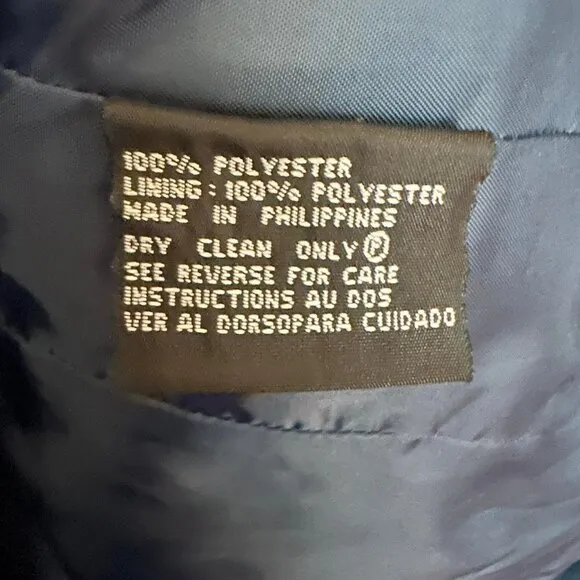 100% POLYESTER
LINING : 100% POLYESTER
MADE IN PHILIPPINES
DRY CLEAN ONLY Ⓟ
SEE REVERSE FOR CARE
INSTRUCTIONS AU DOS
VER AL DORSOPARA CUIDADO